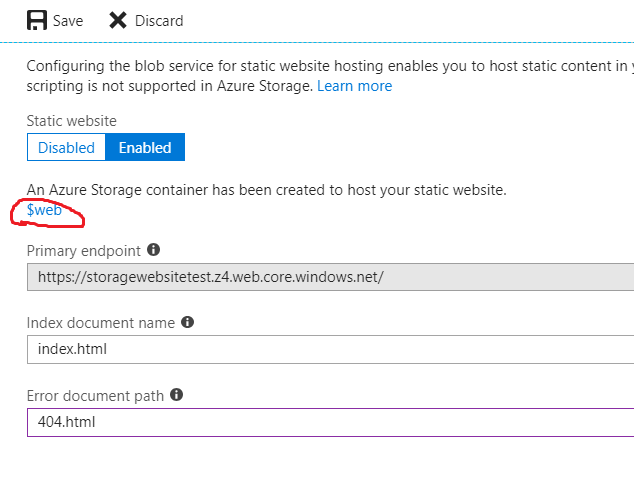 Save Discard
Configuring the blob service for static website hosting enables you to host static content in
scripting is not supported in Azure Storage. Learn more
Static website
Disabled Enabled
An Azure Storage container has been created to host your static website.
$web
Primary endpoint
https://storagewebsitetest.z4.web.core.windows.net/
Index document name
index.html
Error document path
404.html